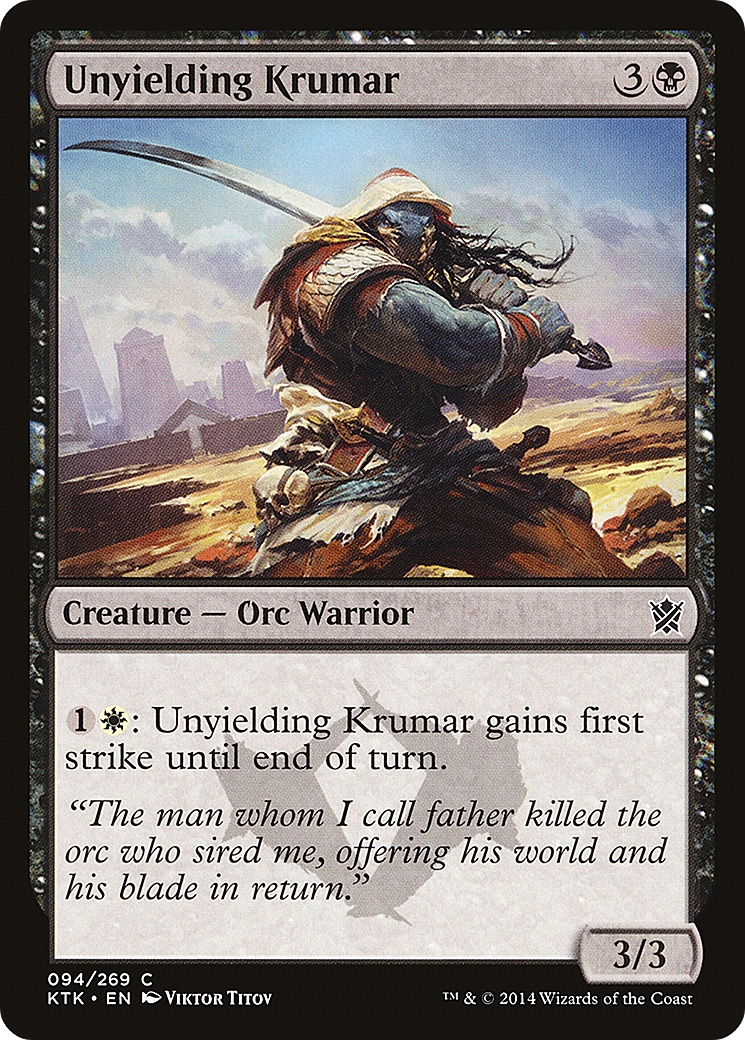 Unyielding Krumar 3
Creature — Orc Warrior
1: Unyielding Krumar gains first
strike until end of turn.
“The man whom I call father killed the
orc who sired me, offering his world and
his blade in return.”
3/3
094/269 C
KTK • EN Viktor Titov
™ & © 2014 Wizards of the Coast